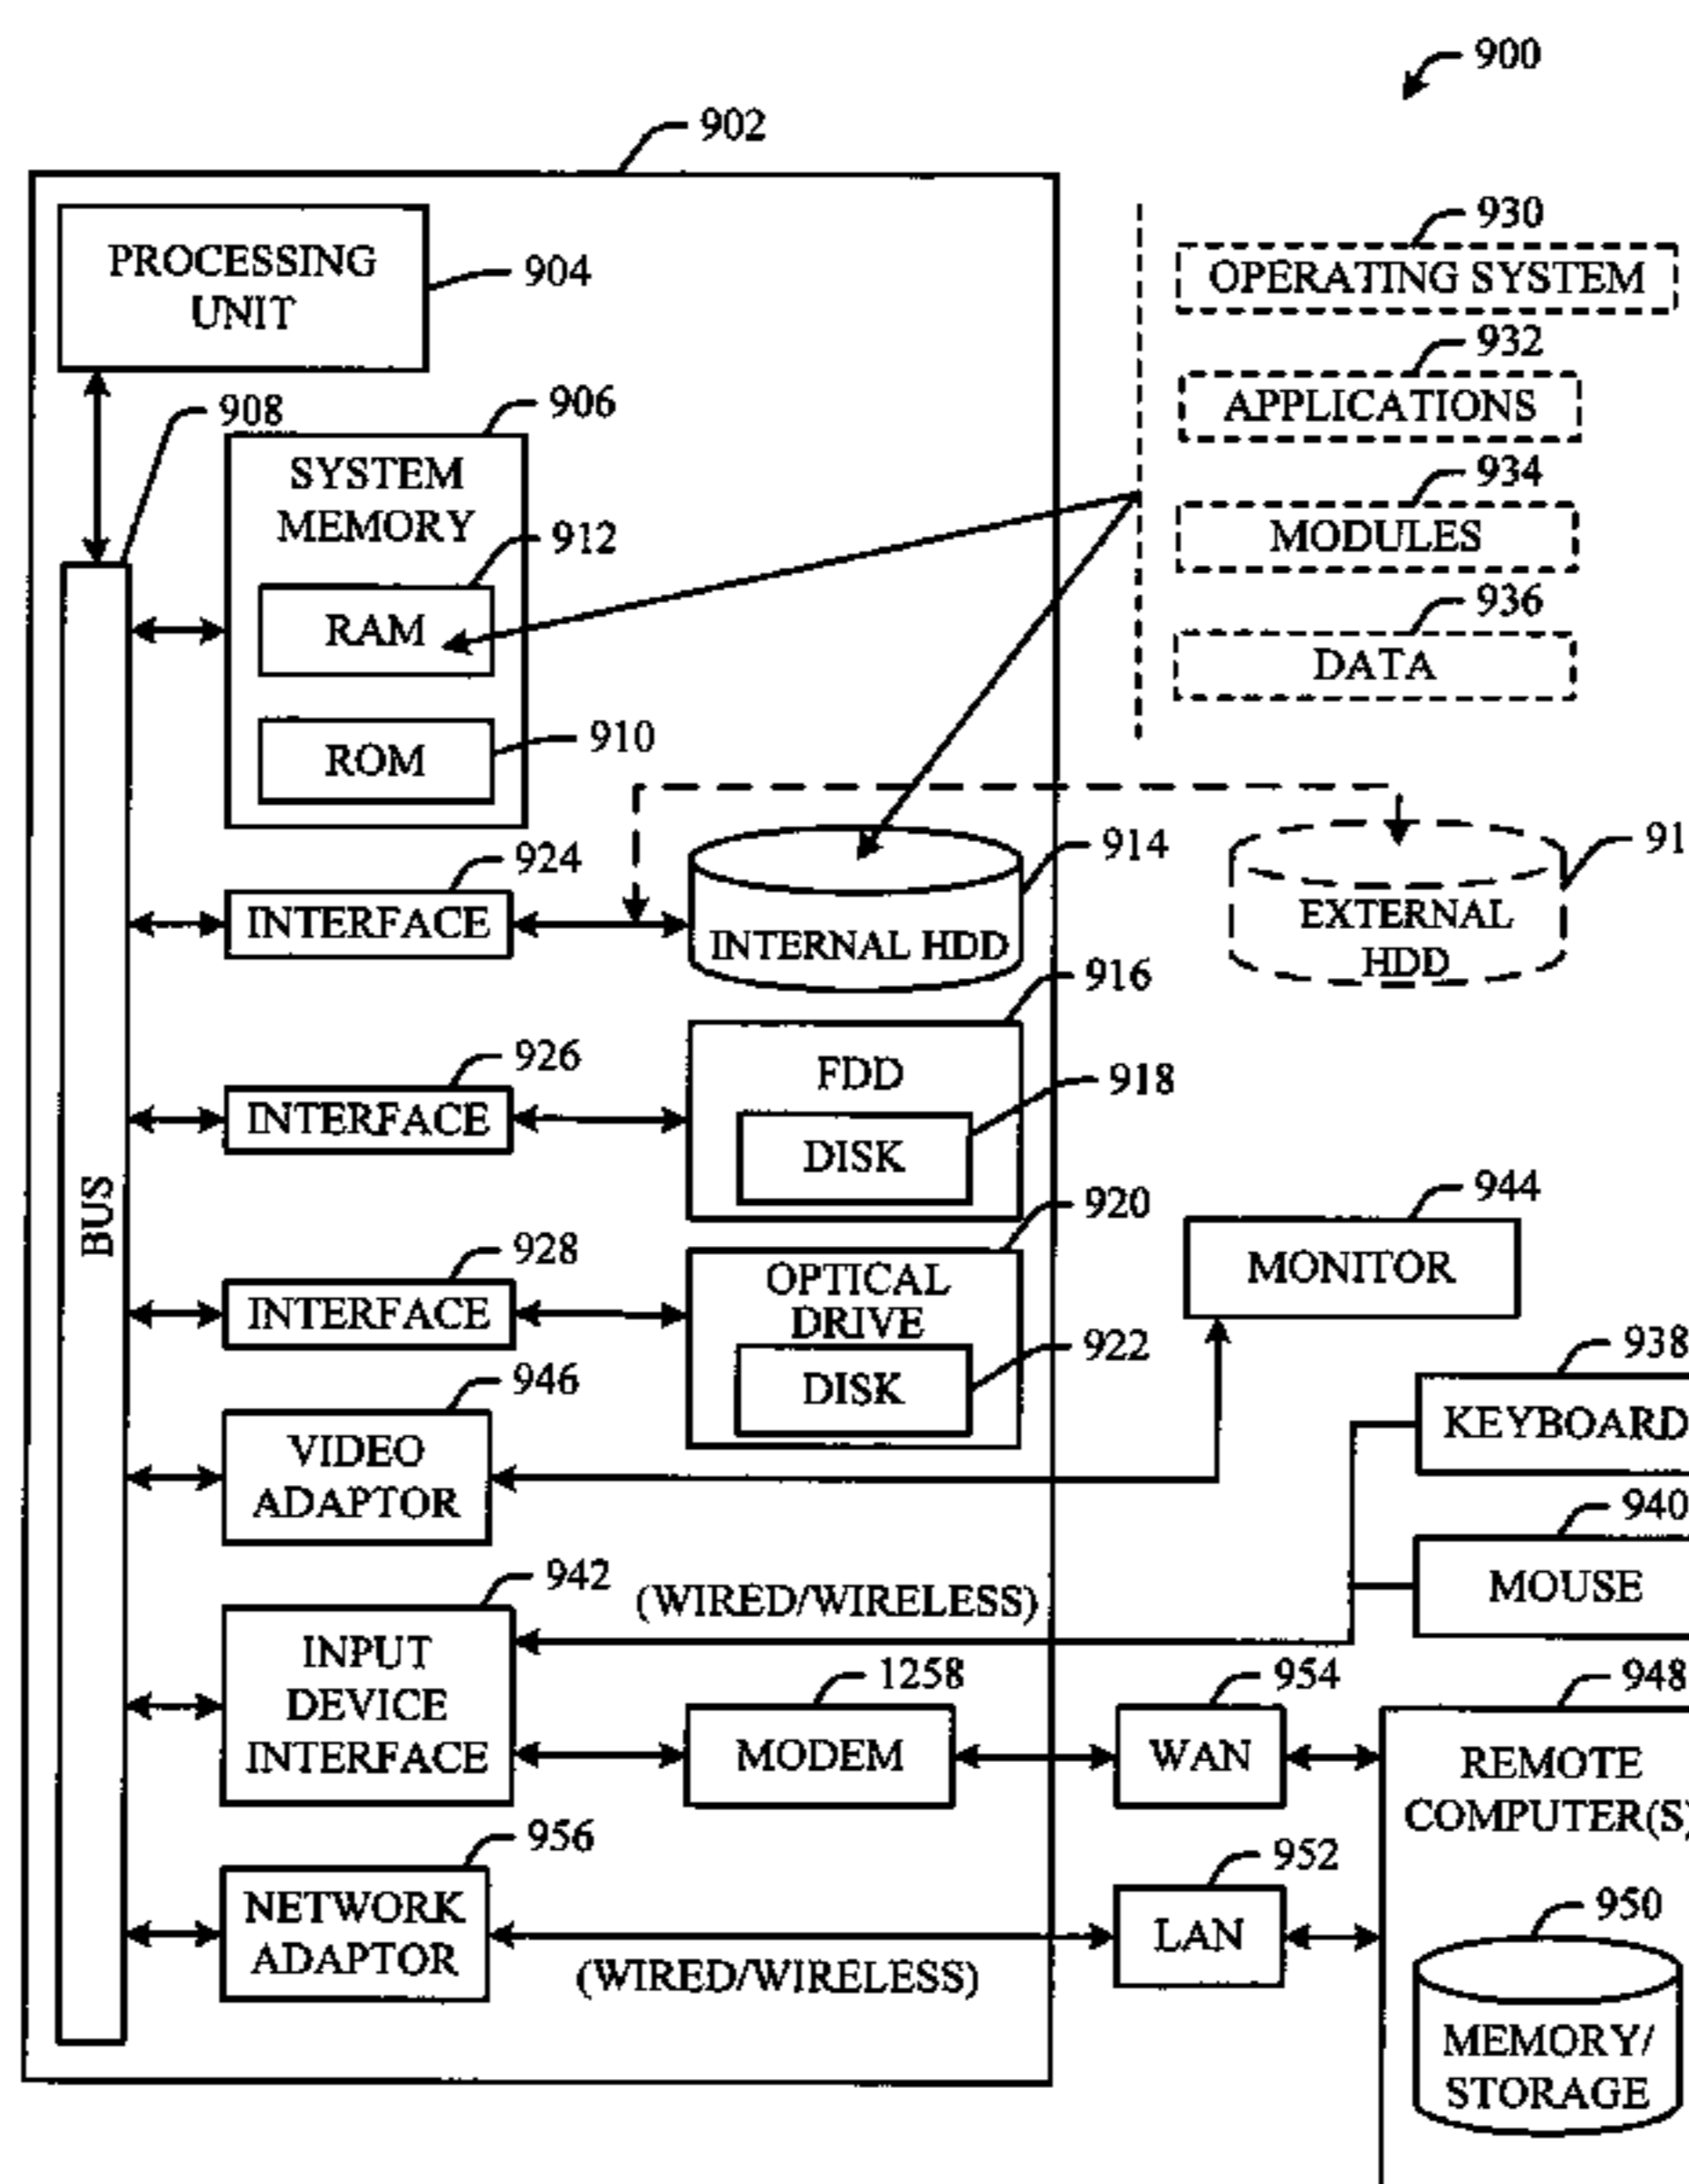 900
902
PROCESSING
UNIT
904
930
OPERATING SYSTEM
932
APPLICATIONS
934
MODULES
936
DATA
908
906
SYSTEM
MEMORY
912
RAM
910
ROM
924
INTERFACE
914
INTERNAL HDD
91
EXTERNAL
HDD
916
FDD
918
DISK
926
INTERFACE
BUS
920
OPTICAL
DRIVE
922
DISK
928
INTERFACE
944
MONITOR
946
VIDEO
ADAPTOR
938
KEYBOARD
940
MOUSE
942
INPUT
DEVICE
INTERFACE
(WIRED/WIRELESS)
1258
MODEM
954
WAN
948
REMOTE
COMPUTER(S)
956
NETWORK
ADAPTOR
(WIRED/WIRELESS)
952
LAN
950
MEMORY/
STORAGE